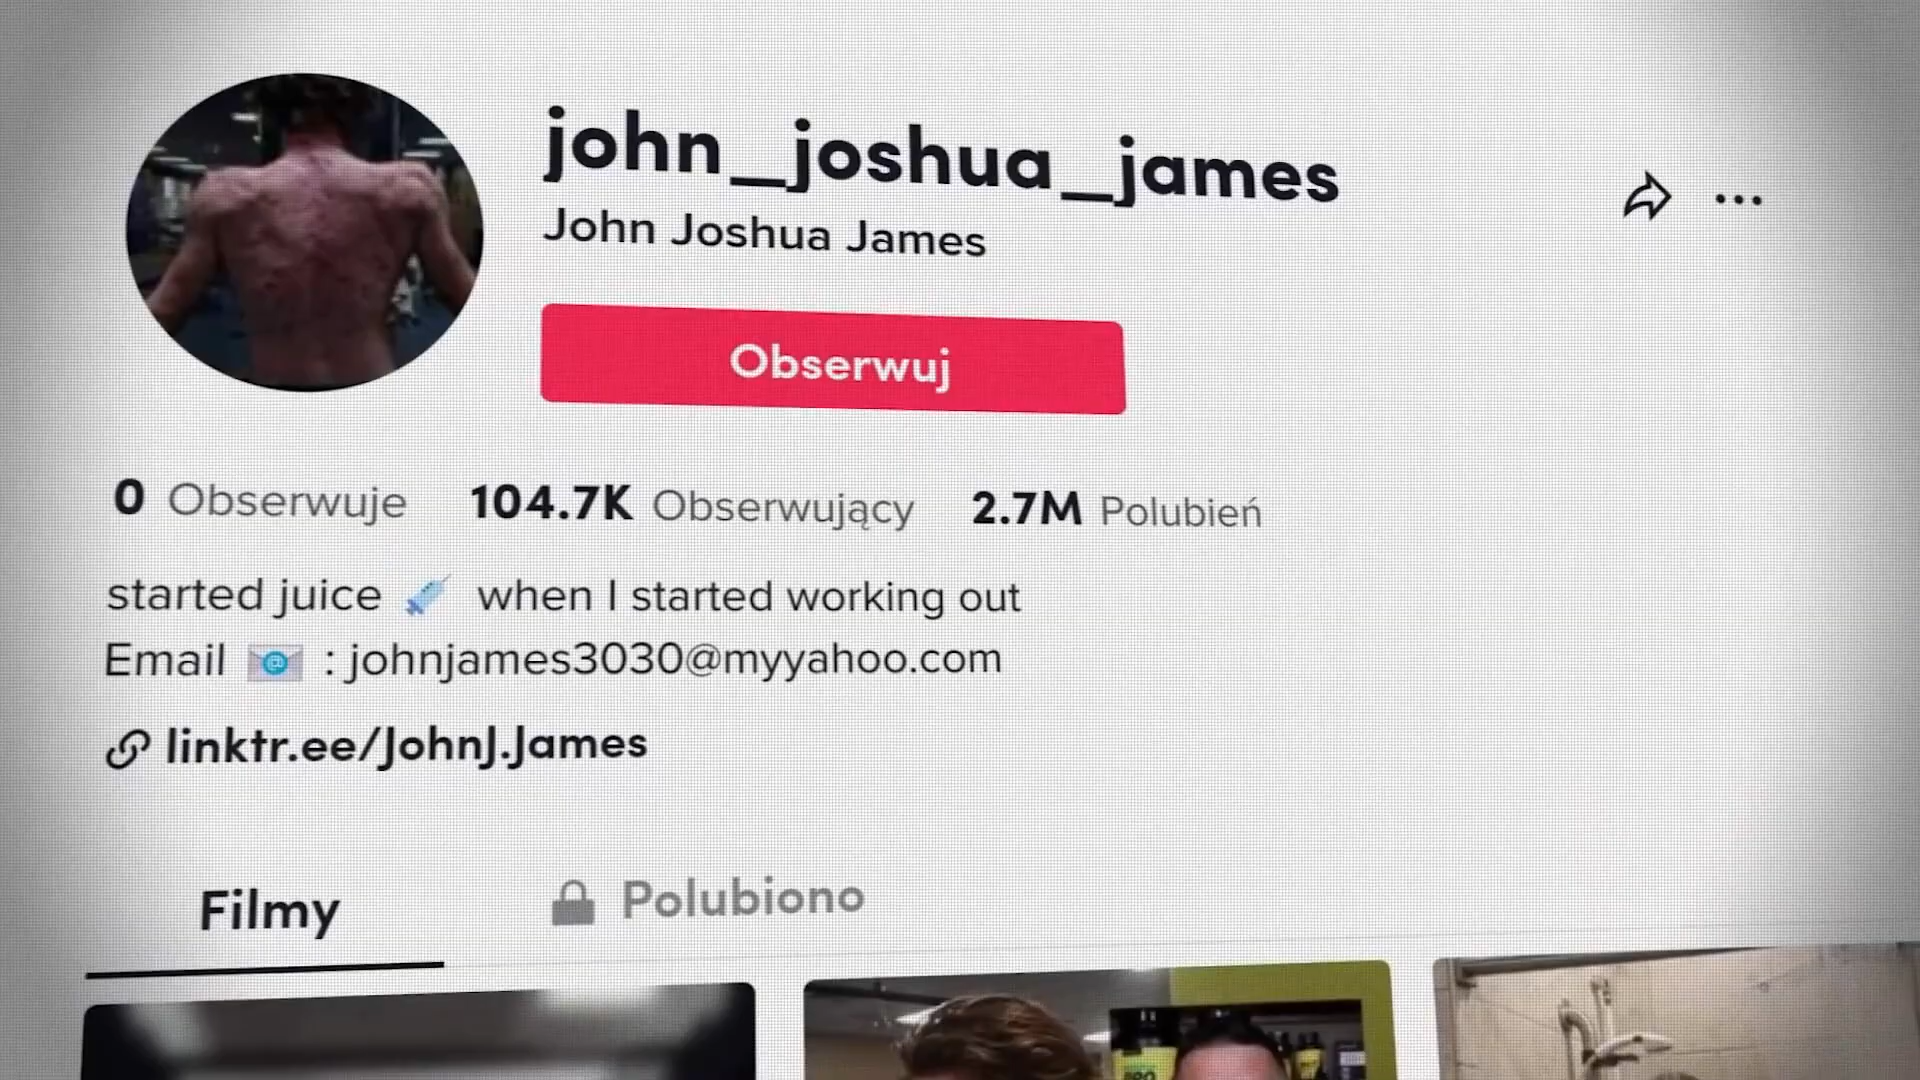 john_joshua_james
John Joshua James
Obserwuj
0 Obserwuje 104.7K Obserwujący 2.7M Polubień
started juice 💉 when I started working out
Email 📧 : johnjames3030@myyahoo.com
linktr.ee/JohnJ.James
Filmy Polubiono
PRO